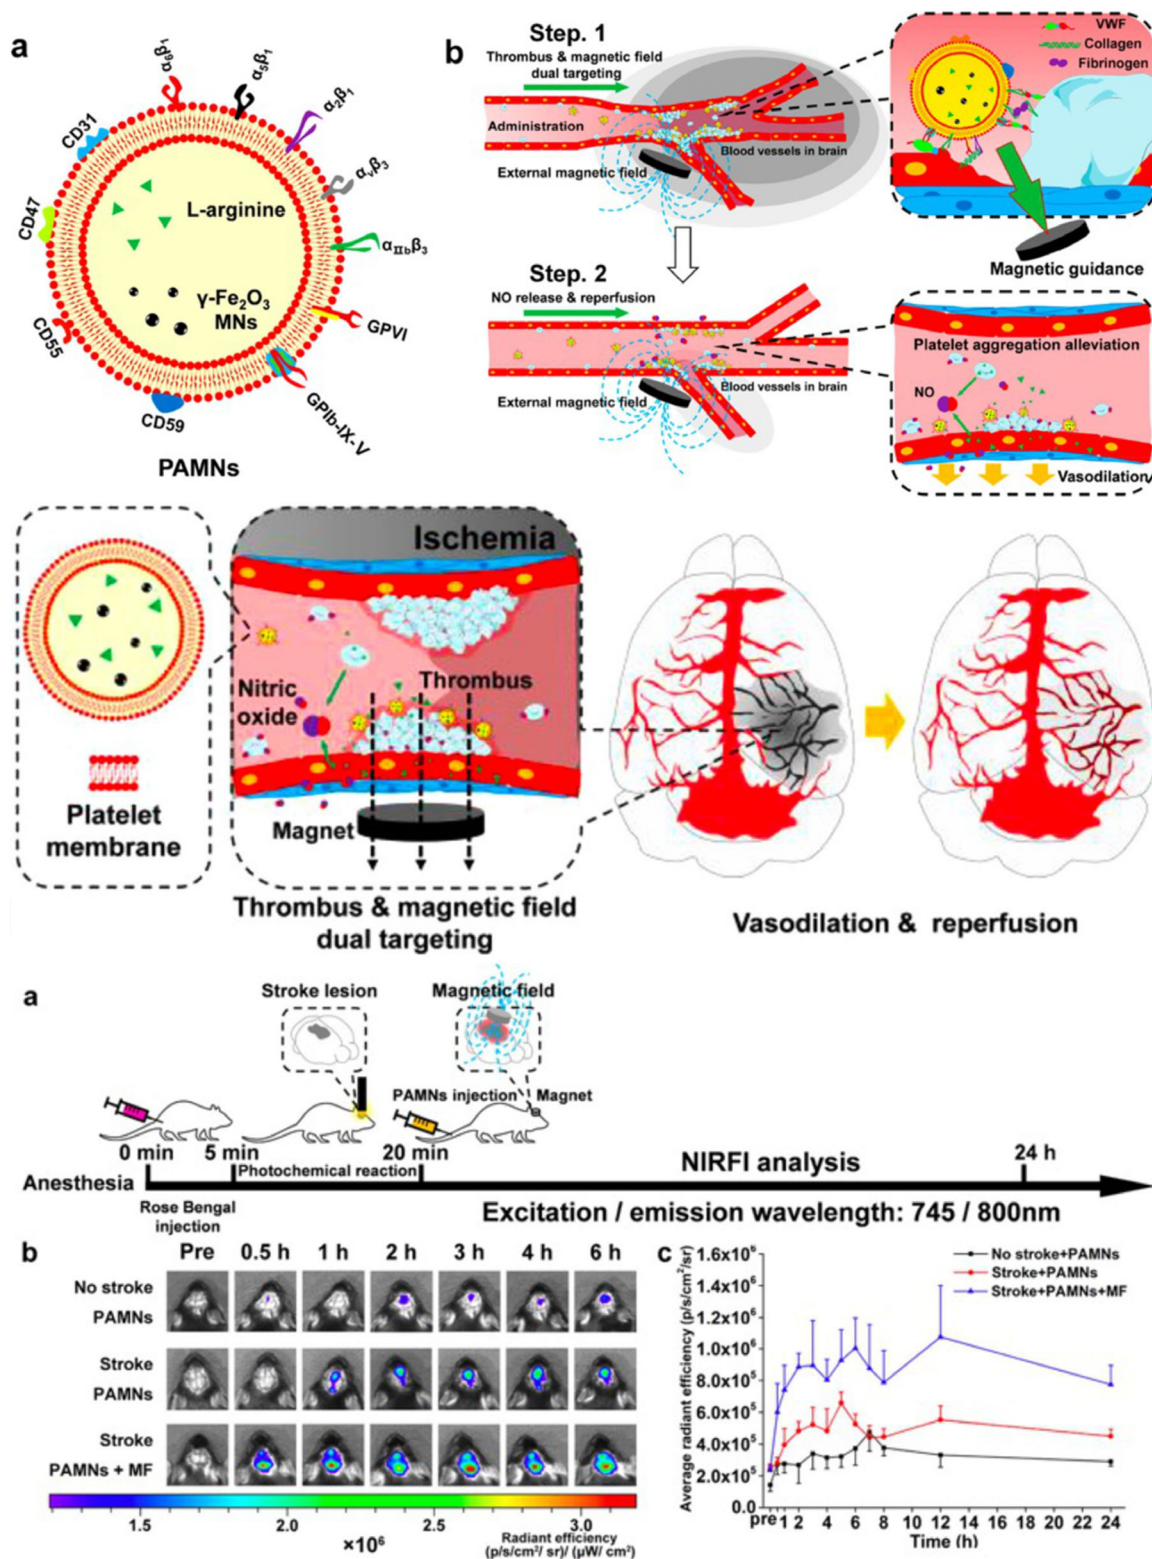 a
α₉β₁
α₅β₁
α₂β₁
αᵥβ₃
α_IIbβ₃
GPVI
GPIb-IX-V
CD59
CD55
CD47
CD31
L-arginine
γ-Fe₂O₃
MNs
PAMNs
b
Step. 1
Thrombus & magnetic field
dual targeting
Administration
External magnetic field
Blood vessels in brain
VWF
Collagen
Fibrinogen
Magnetic guidance
Step. 2
NO release & reperfusion
External magnetic field
Blood vessels in brain
Platelet aggregation alleviation
NO
Vasodilation
Platelet
membrane
Ischemia
Nitric
oxide
Thrombus
Magnet
Thrombus & magnetic field
dual targeting
Vasodilation & reperfusion
a
Stroke lesion
Magnetic field
PAMNs injection
Magnet
0 min
5 min
20 min
24 h
Photochemical reaction
NIRFI analysis
Anesthesia
Rose Bengal
injection
Excitation / emission wavelength: 745 / 800nm
b
Pre
0.5 h
1 h
2 h
3 h
4 h
6 h
No stroke
PAMNs
Stroke
PAMNs
Stroke
PAMNs + MF
1.5
2.0
2.5
3.0
×10⁶
Radiant efficiency
(p/s/cm²/ sr)/ (μW/ cm²)
c
Average radiant efficiency (p/s/cm²/sr)
1.6x10⁶
1.4x10⁶
1.2x10⁶
1.0x10⁶
8.0x10⁵
6.0x10⁵
4.0x10⁵
2.0x10⁵
0.0
No stroke+PAMNs
Stroke+PAMNs
Stroke+PAMNs+MF
pre 1 2 4 6 8 10 12 14 16 18 20 22 24
Time (h)